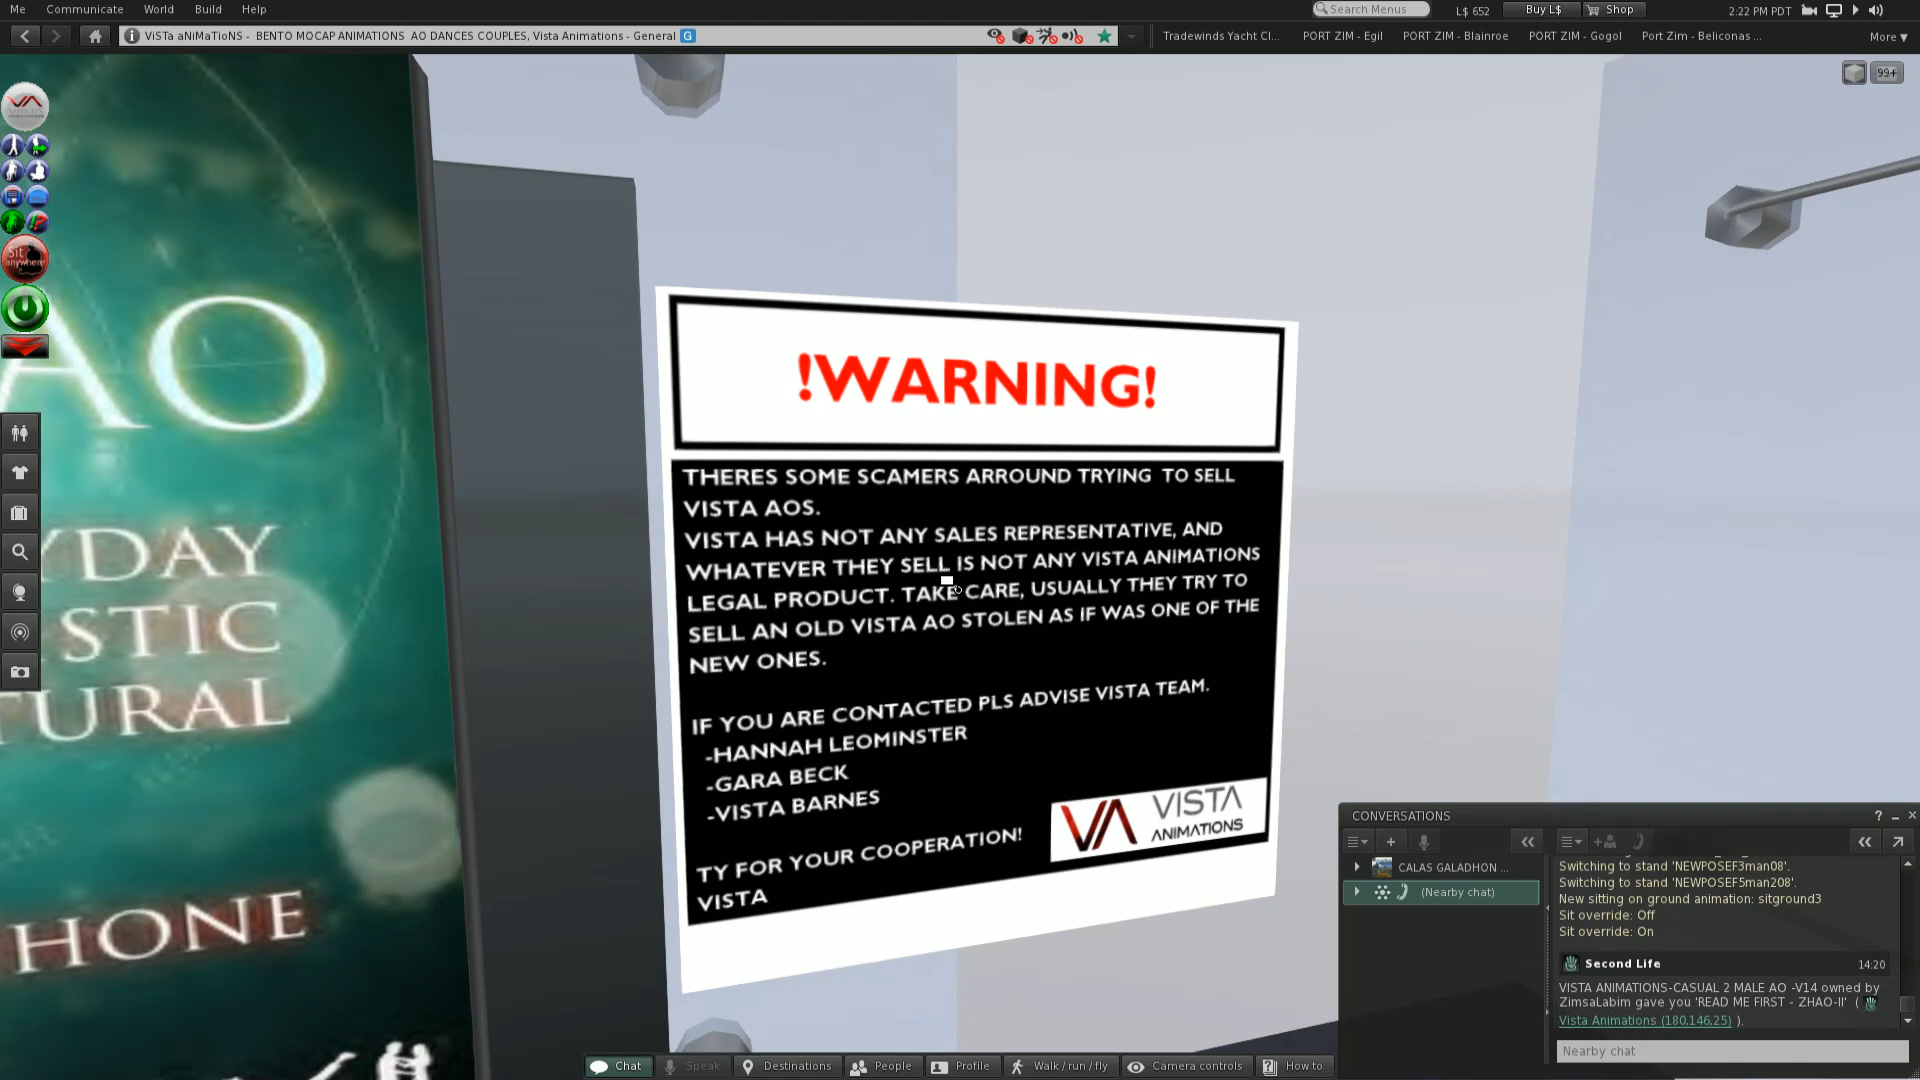 Me Communicate World Build Help
Search Menus L$ 652 Buy L$ Shop 2:22 PM PDT
ViSTa aNiMaTioNS - BENTO MOCAP ANIMATIONS AO DANCES COUPLES, Vista Animations - General G
Tradewinds Yacht Cl... PORT ZIM - Egil PORT ZIM - Blainroe PORT ZIM - Gogol Port Zim - Beliconas ... More
99+
Sit
anywhere
AO
YDAY
STIC
TURAL
HONE
!WARNING!
THERES SOME SCAMERS ARROUND TRYING TO SELL
VISTA AOS.
VISTA HAS NOT ANY SALES REPRESENTATIVE, AND
WHATEVER THEY SELL IS NOT ANY VISTA ANIMATIONS
LEGAL PRODUCT. TAKE CARE, USUALLY THEY TRY TO
SELL AN OLD VISTA AO STOLEN AS IF WAS ONE OF THE
NEW ONES.
IF YOU ARE CONTACTED PLS ADVISE VISTA TEAM.
-HANNAH LEOMINSTER
-GARA BECK
-VISTA BARNES
TY FOR YOUR COOPERATION!
VISTA
VA VISTA
ANIMATIONS
CONVERSATIONS
CALAS GALADHON ...
(Nearby chat)
Switching to stand 'NEWPOSEF3man08'.
Switching to stand 'NEWPOSEF5man208'.
New sitting on ground animation: sitground3
Sit override: Off
Sit override: On
Second Life 14:20
VISTA ANIMATIONS-CASUAL 2 MALE AO -V14 owned by
ZimsaLabim gave you 'READ ME FIRST - ZHAO-II' (
Vista Animations (180,146,25) ).
Nearby chat
Chat Speak Destinations People Profile Walk / run / fly Camera controls How to